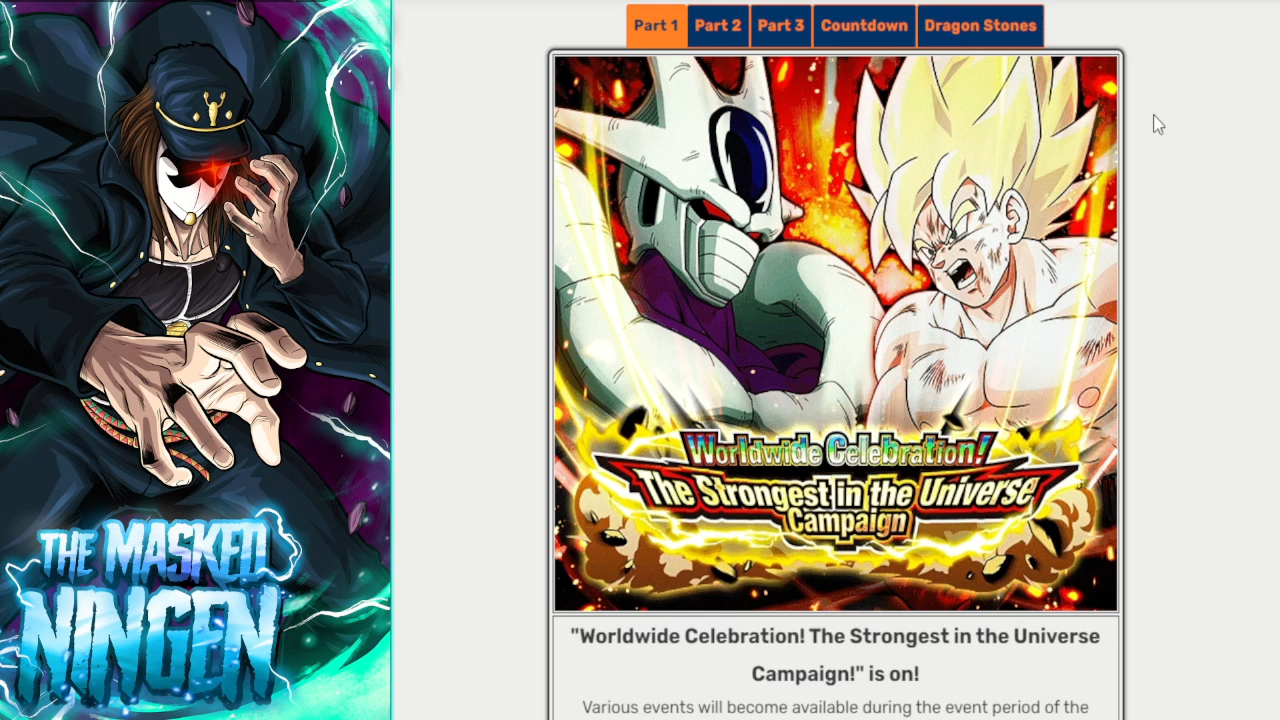 Part 1
Part 2
Part 3
Countdown
Dragon Stones
Worldwide Celebration!
The Strongest in the Universe
Campaign
THE MASKED
NINGEN
"Worldwide Celebration! The Strongest in the Universe
Campaign!" is on!
Various events will become available during the event period of the